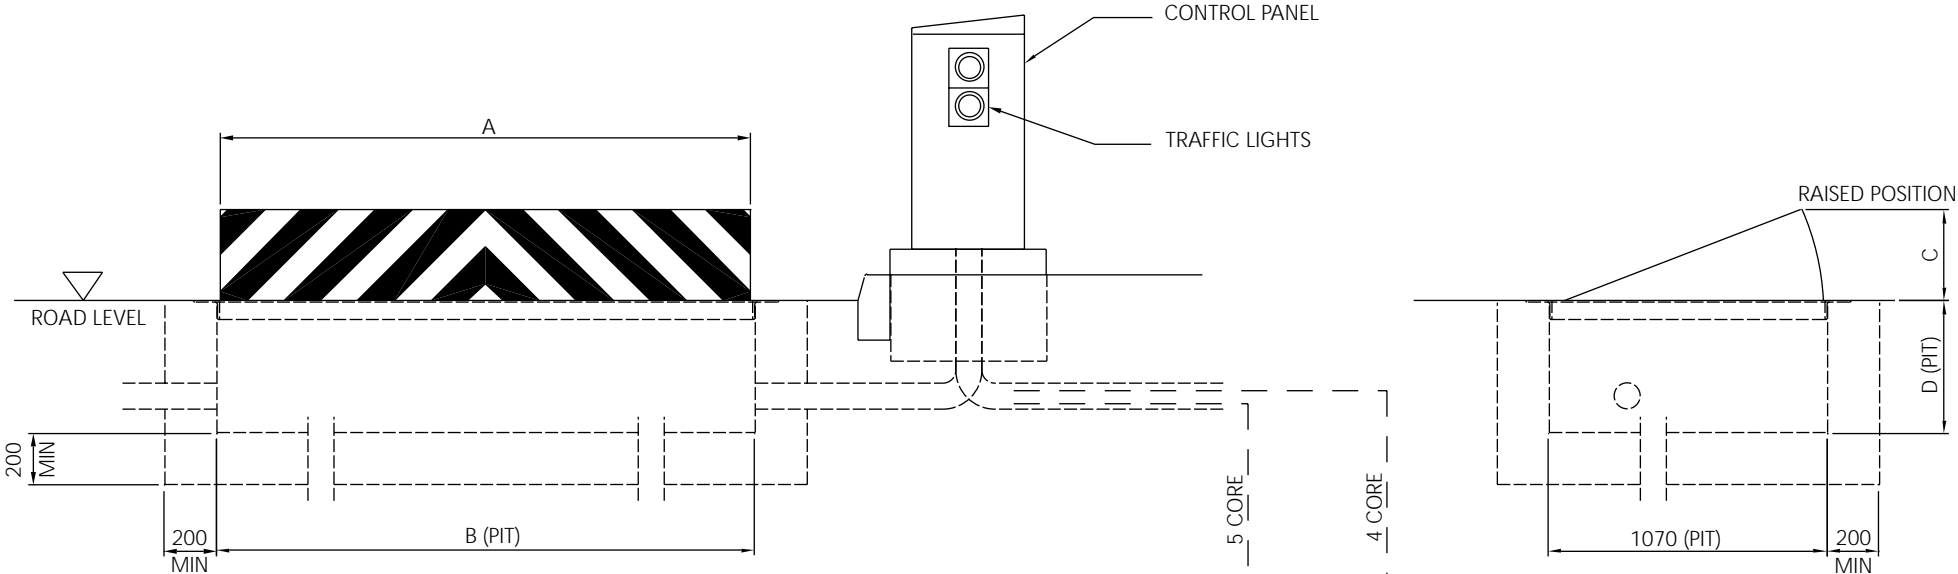 CONTROL PANEL
A
TRAFFIC LIGHTS
RAISED POSITION
C
ROAD LEVEL
D (PIT)
200
MIN
5 CORE
4 CORE
200
MIN
B (PIT)
1070 (PIT)
200
MIN